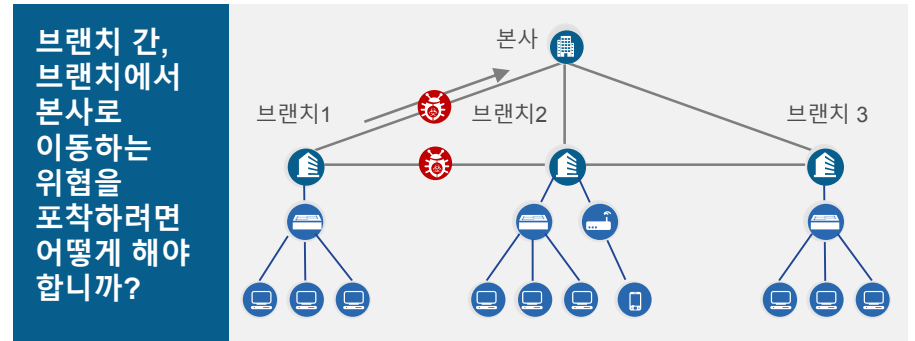 브랜치 간,
브랜치에서
본사로
이동하는
위협을
포착하려면
어떻게 해야
합니까?
본사
브랜치1
브랜치2
브랜치 3